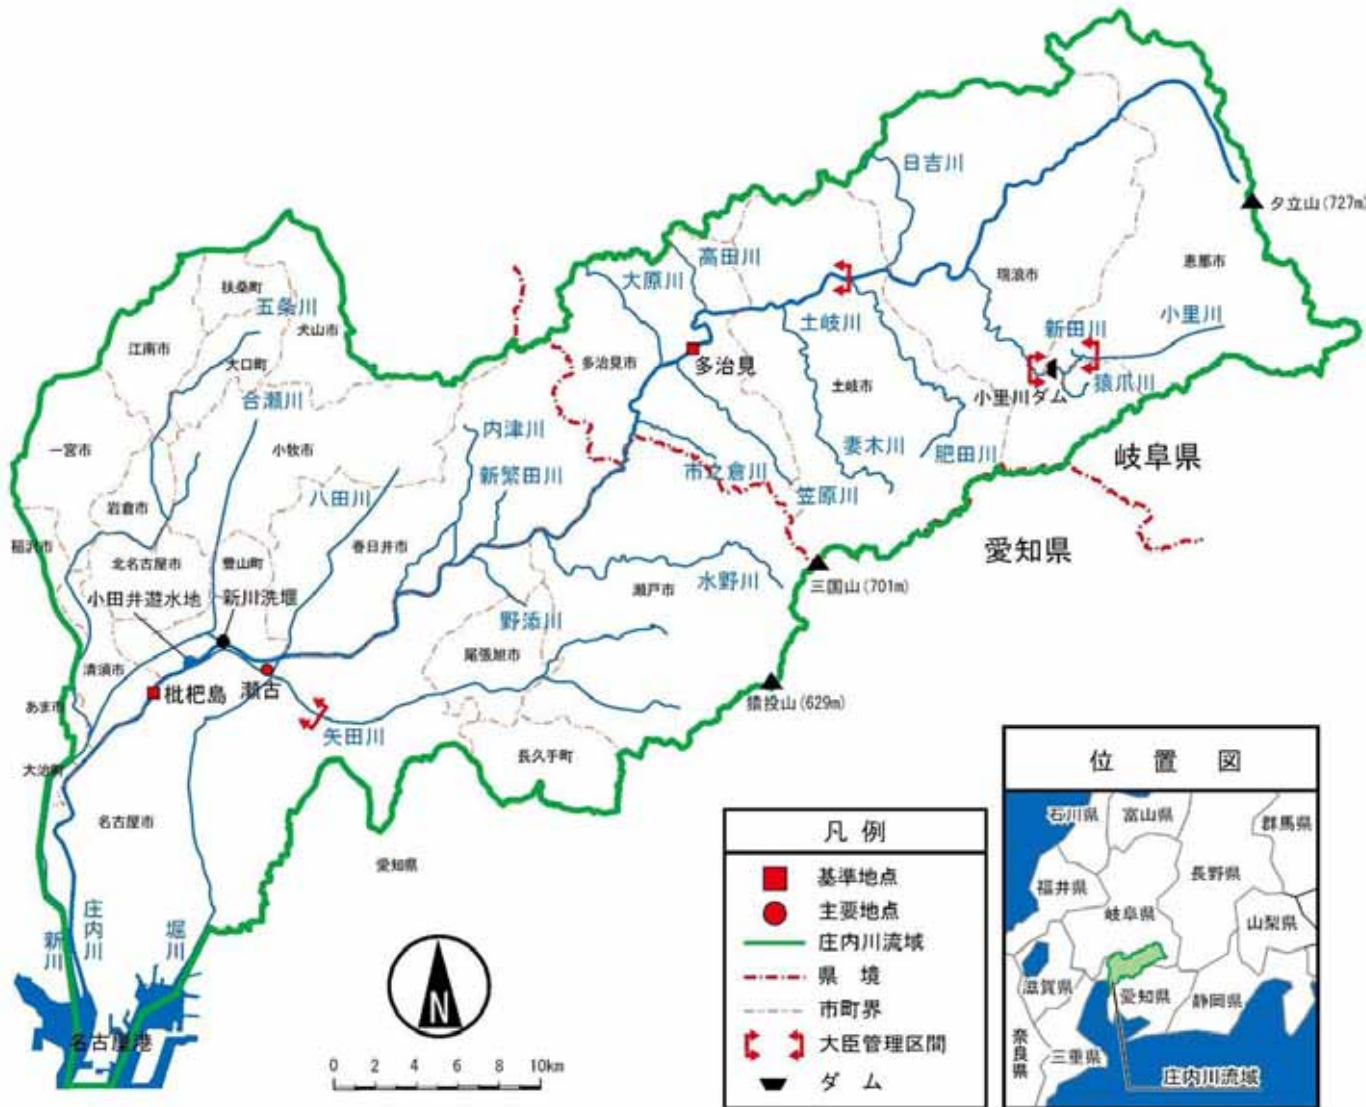 日吉川
夕立山(727m)
高田川
大原川
瑞浪市
恵那市
扶桑町
五条川
犬山市
土岐川
新田川
小里川
江南市
大口町
多治見市
多治見
土岐市
小里川ダム
猿爪川
合瀬川
内津川
妻木川
肥田川
岐阜県
一宮市
小牧市
新繁田川
市之倉川
笠原川
八田川
岩倉市
稲沢市
春日井市
愛知県
北名古屋市
豊山町
瀬戸市
水野川
三国山(701m)
小田井遊水地
新川洗堰
野添川
尾張旭市
清須市
枇杷島
瀬古
あま市
猿投山(629m)
矢田川
長久手町
大治町
名古屋市
愛知県
庄内川
新川
堀川
名古屋港
N
0 2 4 6 8 10km
凡例
基準地点
主要地点
庄内川流域
県境
市町界
大臣管理区間
ダム
位置図
石川県
富山県
群馬県
福井県
長野県
岐阜県
山梨県
滋賀県
愛知県
静岡県
奈良県
三重県
庄内川流域